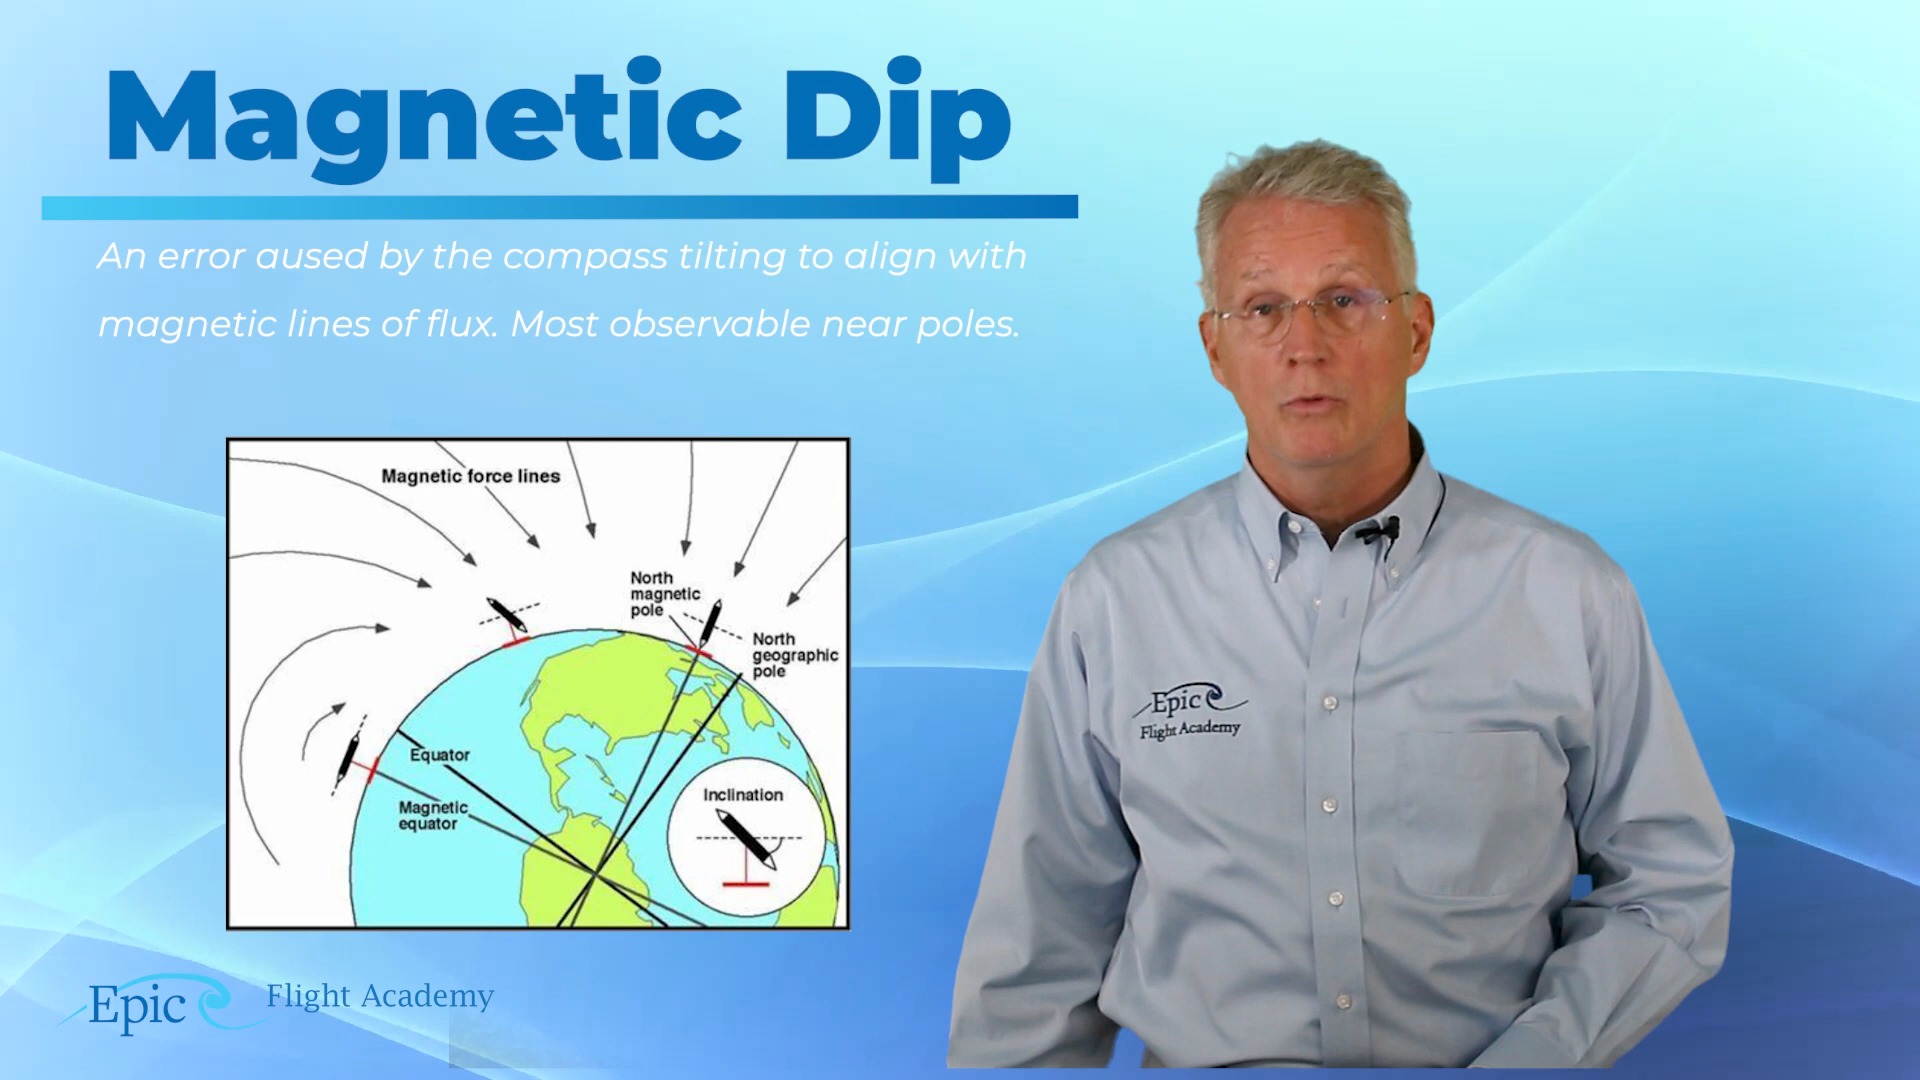 Magnetic Dip
An error aused by the compass tilting to align with
magnetic lines of flux. Most observable near poles.
Magnetic force lines
North
magnetic
pole
North
geographic
pole
Equator
Magnetic
equator
Inclination
Epic
Flight Academy
Epic Flight Academy